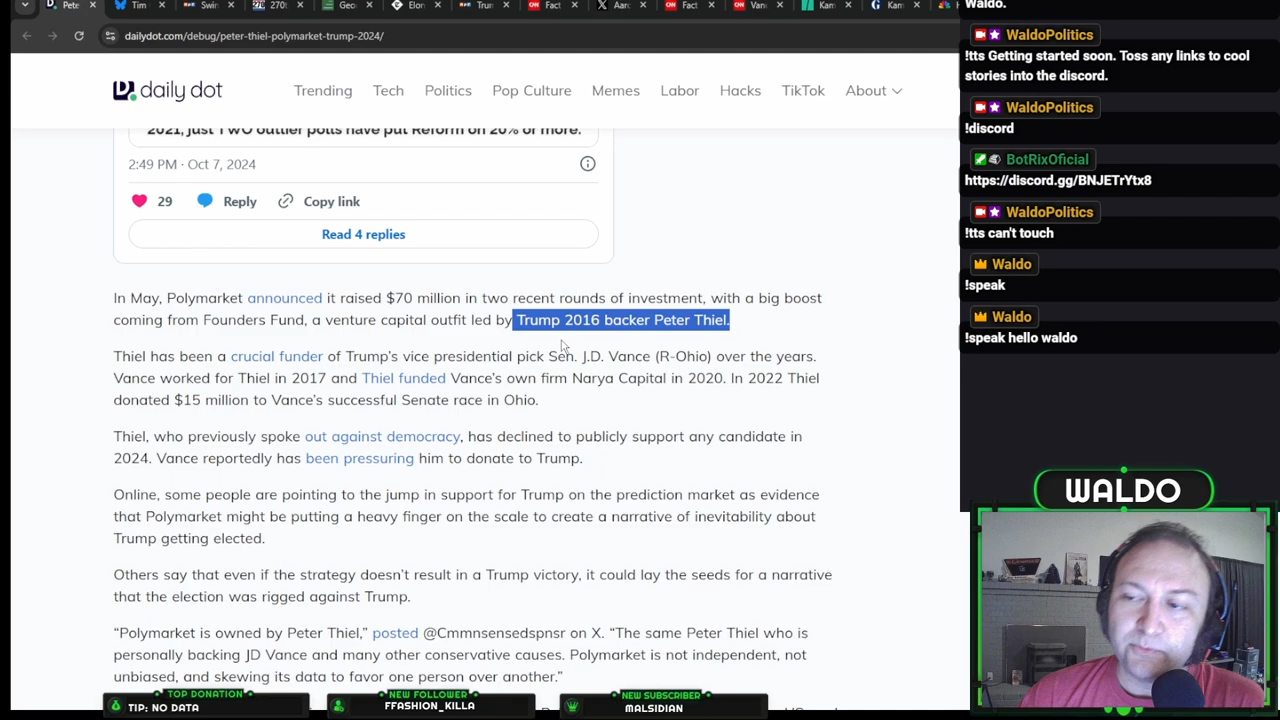 Pete
Tim
Swin
270t
Geo
Elon
Trun
Fact
Aaro
Fact
Van
Kam
Kam
dailydot.com/debug/peter-thiel-polymarket-trump-2024/
daily dot
Trending
Tech
Politics
Pop Culture
Memes
Labor
Hacks
TikTok
About
2021, just TWO outlier polls have put Reform on 20% or more.
2:49 PM · Oct 7, 2024
29
Reply
Copy link
Read 4 replies
In May, Polymarket announced it raised $70 million in two recent rounds of investment, with a big boost
coming from Founders Fund, a venture capital outfit led by Trump 2016 backer Peter Thiel.
Thiel has been a crucial funder of Trump's vice presidential pick Sen. J.D. Vance (R-Ohio) over the years.
Vance worked for Thiel in 2017 and Thiel funded Vance's own firm Narya Capital in 2020. In 2022 Thiel
donated $15 million to Vance's successful Senate race in Ohio.
Thiel, who previously spoke out against democracy, has declined to publicly support any candidate in
2024. Vance reportedly has been pressuring him to donate to Trump.
Online, some people are pointing to the jump in support for Trump on the prediction market as evidence
that Polymarket might be putting a heavy finger on the scale to create a narrative of inevitability about
Trump getting elected.
Others say that even if the strategy doesn't result in a Trump victory, it could lay the seeds for a narrative
that the election was rigged against Trump.
"Polymarket is owned by Peter Thiel," posted @Cmmnsensedspnsr on X. "The same Peter Thiel who is
personally backing JD Vance and many other conservative causes. Polymarket is not independent, not
unbiased, and skewing its data to favor one person over another."
Waldo.
WaldoPolitics
!tts Getting started soon. Toss any links to cool
stories into the discord.
WaldoPolitics
!discord
BotRixOficial
https://discord.gg/BNJETrYtx8
WaldoPolitics
!tts can't touch
Waldo
!speak
Waldo
!speak hello waldo
WALDO
TOP DONATION
TIP: NO DATA
NEW FOLLOWER
FFASHION_KILLA
NEW SUBSCRIBER
MALSIDIAN